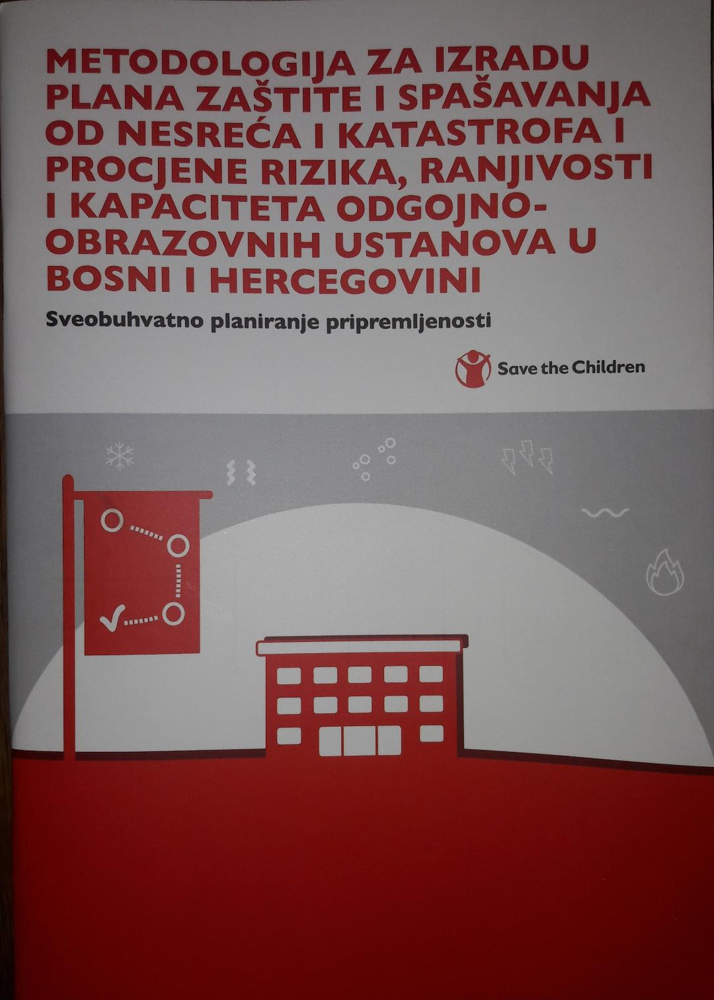 METODOLOGIJA ZA IZRADU
PLANA ZAŠTITE I SPAŠAVANJA
OD NESREĆA I KATASTROFA I
PROCJENE RIZIKA, RANJIVOSTI
I KAPACITETA ODGOJNO-
OBRAZOVNIH USTANOVA U
BOSNI I HERCEGOVINI
Sveobuhvatno planiranje pripremljenosti
Save the Children